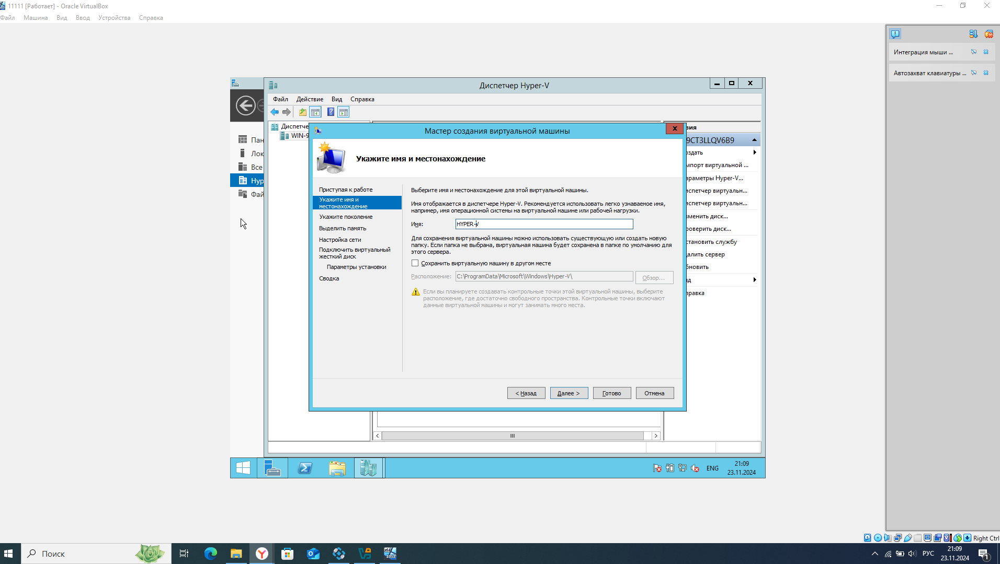 11111 [Работает] - Oracle VirtualBox
Файл Машина Вид Ввод Устройства Справка
Интеграция мыши ...
Автозахват клавиатуры ...
Диспетчер Hyper-V
Файл Действие Вид Справка
Диспетче
WIN-9
Пан
Лок
Все
Hyp
Фай
Мастер создания виртуальной машины
x
Укажите имя и местонахождение
Приступая к работе
Укажите имя и
местонахождение
Укажите поколение
Выделить память
Настройка сети
Подключить виртуальный
жесткий диск
Параметры установки
Сводка
Выберите имя и местонахождение для этой виртуальной машины.
Имя отображается в диспетчере Hyper-V. Рекомендуется использовать легко узнаваемое имя,
например, имя операционной системы на виртуальной машине или рабочей нагрузки.
Имя: HYPER-V
Для сохранения виртуальной машины можно использовать существующую или создать новую
папку. Если папка не выбрана, виртуальная машина будет сохранена в папке по умолчанию для
этого сервера.
Сохранить виртуальную машину в другом месте
Расположение: C:\ProgramData\Microsoft\Windows\Hyper-V\ Обзор...
Если вы планируете создавать контрольные точки этой виртуальной машины, выберите
расположение, где достаточно свободного пространства. Контрольные точки включают
данные виртуальной машины и могут занимать много места.
< Назад Далее > Готово Отмена
вия
9CT3LLQV6B9
оздать
мпорт виртуальной ...
араметры Hyper-V...
испетчер виртуальн...
испетчер виртуальн...
зменить диск...
роверить диск...
становить службу
далить сервер
бновить
д
правка
ENG
21:09
23.11.2024
Right Ctrl
Поиск
x64
2012
РУС
21:09
23.11.2024
1